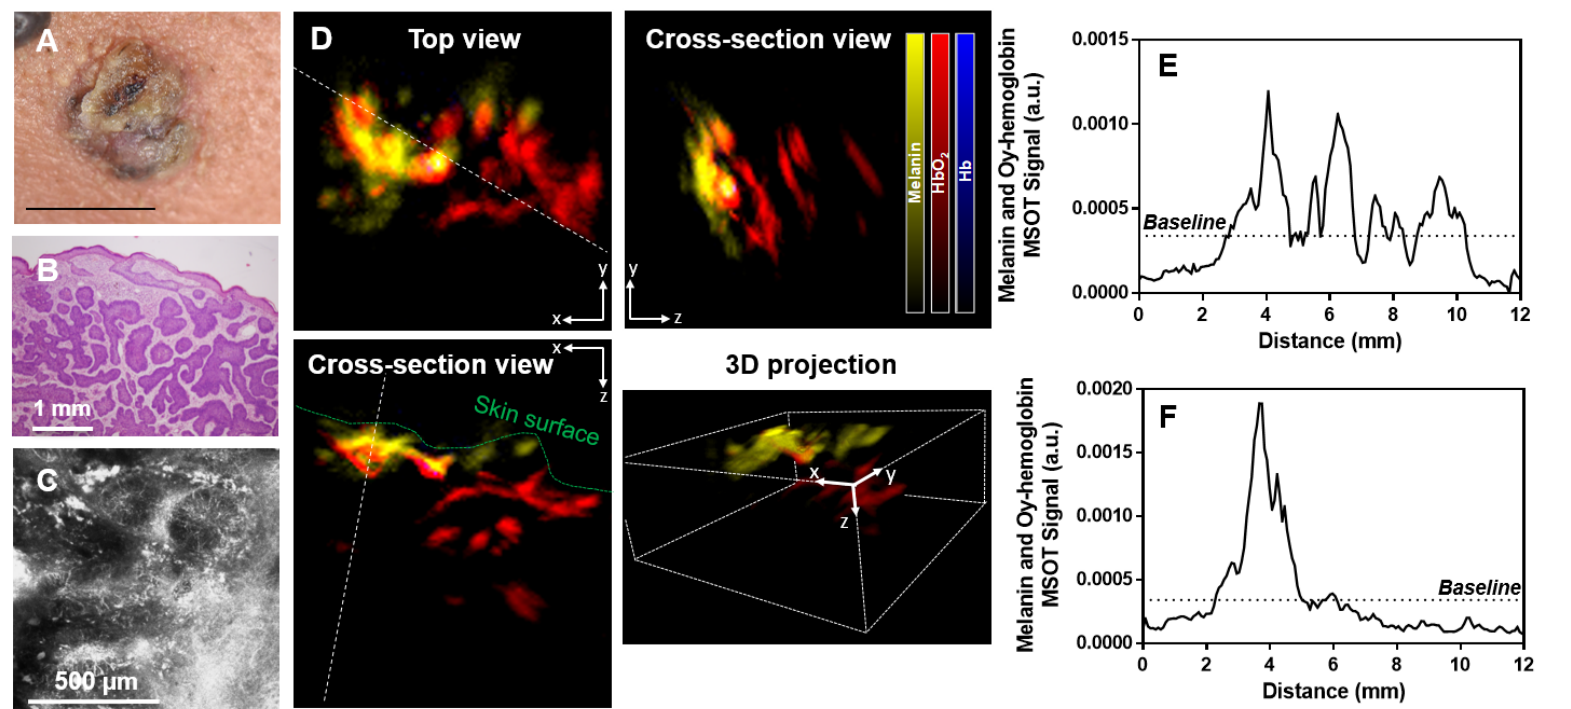 A
B
1 mm
C
500 µm
D
Top view
y
x
Cross-section view
y
z
Melanin
HbO2
Hb
Cross-section view
x
z
Skin surface
3D projection
x
y
z
E
Melanin and Oy-hemoglobin
MSOT Signal (a.u.)
0.0015
0.0010
0.0005
0.0000
Baseline
0
2
4
6
8
10
12
Distance (mm)
F
Melanin and Oy-hemoglobin
MSOT Signal (a.u.)
0.0020
0.0015
0.0010
0.0005
0.0000
Baseline
0
2
4
6
8
10
12
Distance (mm)